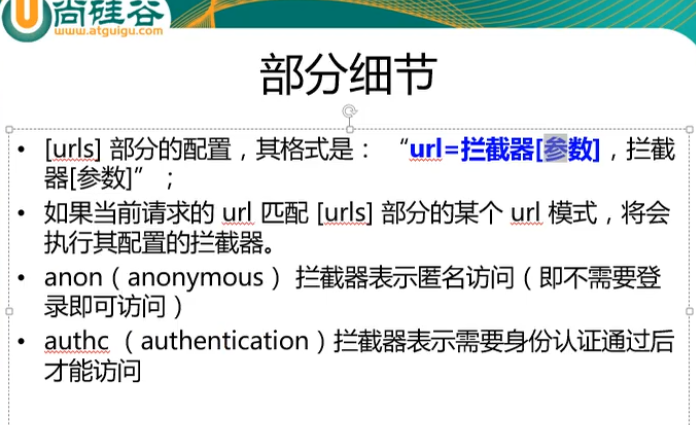 尚硅谷
www.atguigu.com
部分细节
• [urls] 部分的配置，其格式是： “url=拦截器[参数]，拦截
器[参数]”；
• 如果当前请求的 url 匹配 [urls] 部分的某个 url 模式，将会
执行其配置的拦截器。
• anon（anonymous） 拦截器表示匿名访问（即不需要登
录即可访问）
• authc （authentication）拦截器表示需要身份认证通过后
才能访问